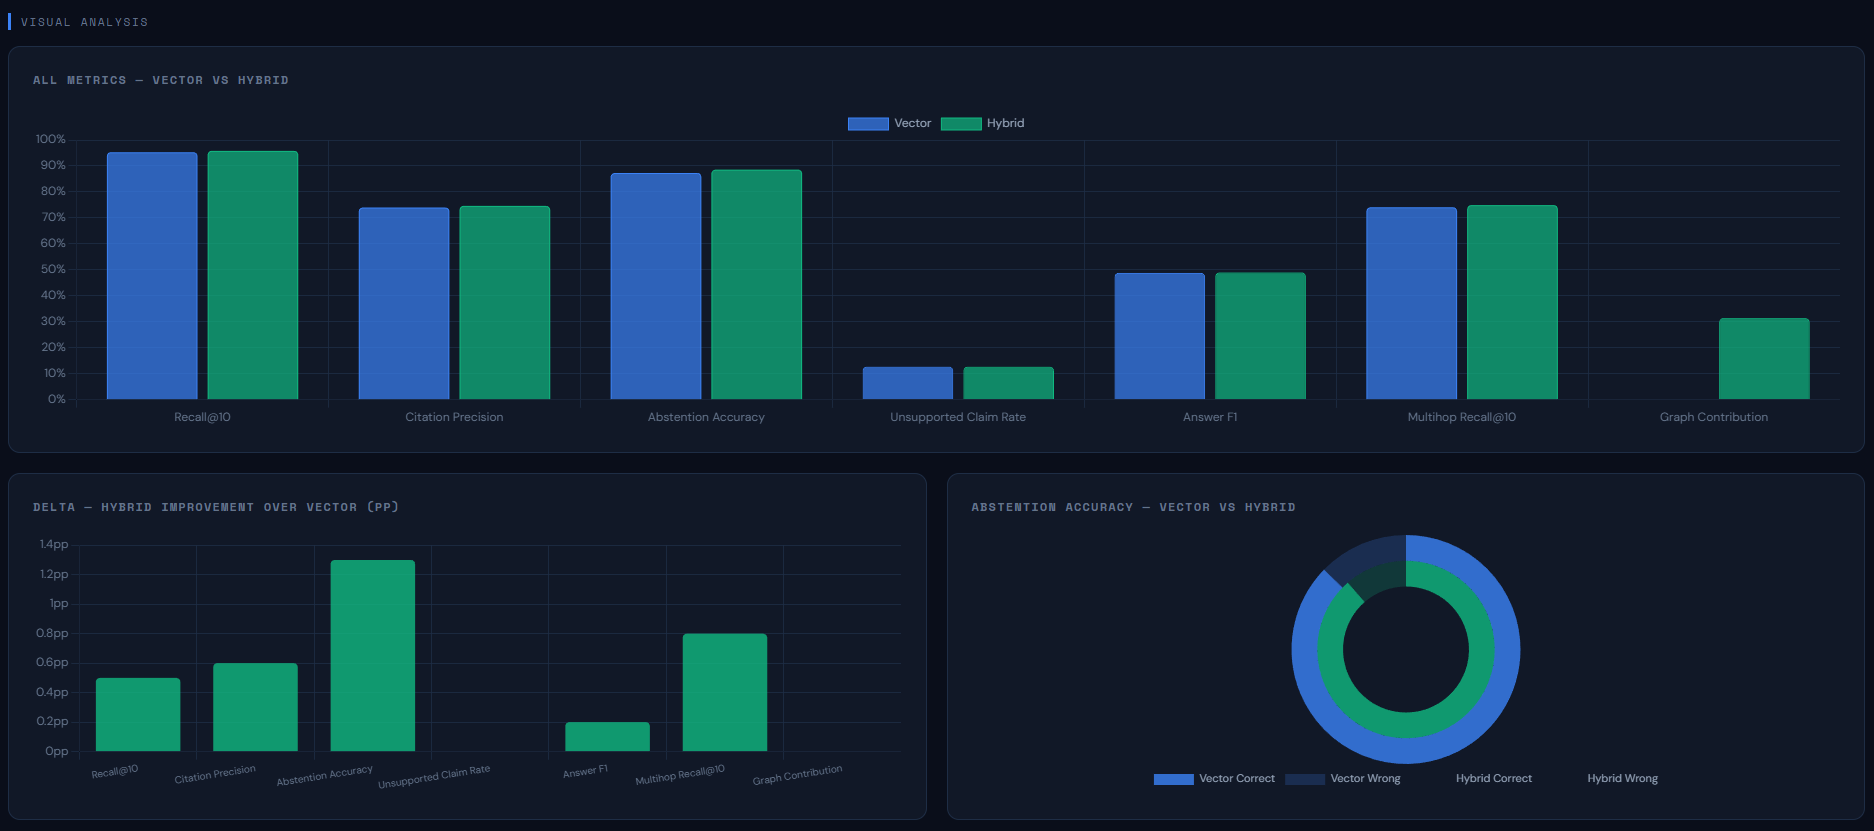 VISUAL ANALYSIS
ALL METRICS — VECTOR VS HYBRID
Vector Hybrid
100%
90%
80%
70%
60%
50%
40%
30%
20%
10%
0%
Recall@10 Citation Precision Abstention Accuracy Unsupported Claim Rate Answer F1 Multihop Recall@10 Graph Contribution
DELTA — HYBRID IMPROVEMENT OVER VECTOR (PP)
1.4pp
1.2pp
1pp
0.8pp
0.6pp
0.4pp
0.2pp
0pp
Recall@10 Citation Precision Abstention Accuracy Unsupported Claim Rate Answer F1 Multihop Recall@10 Graph Contribution
ABSTENTION ACCURACY — VECTOR VS HYBRID
Vector Correct Vector Wrong Hybrid Correct Hybrid Wrong